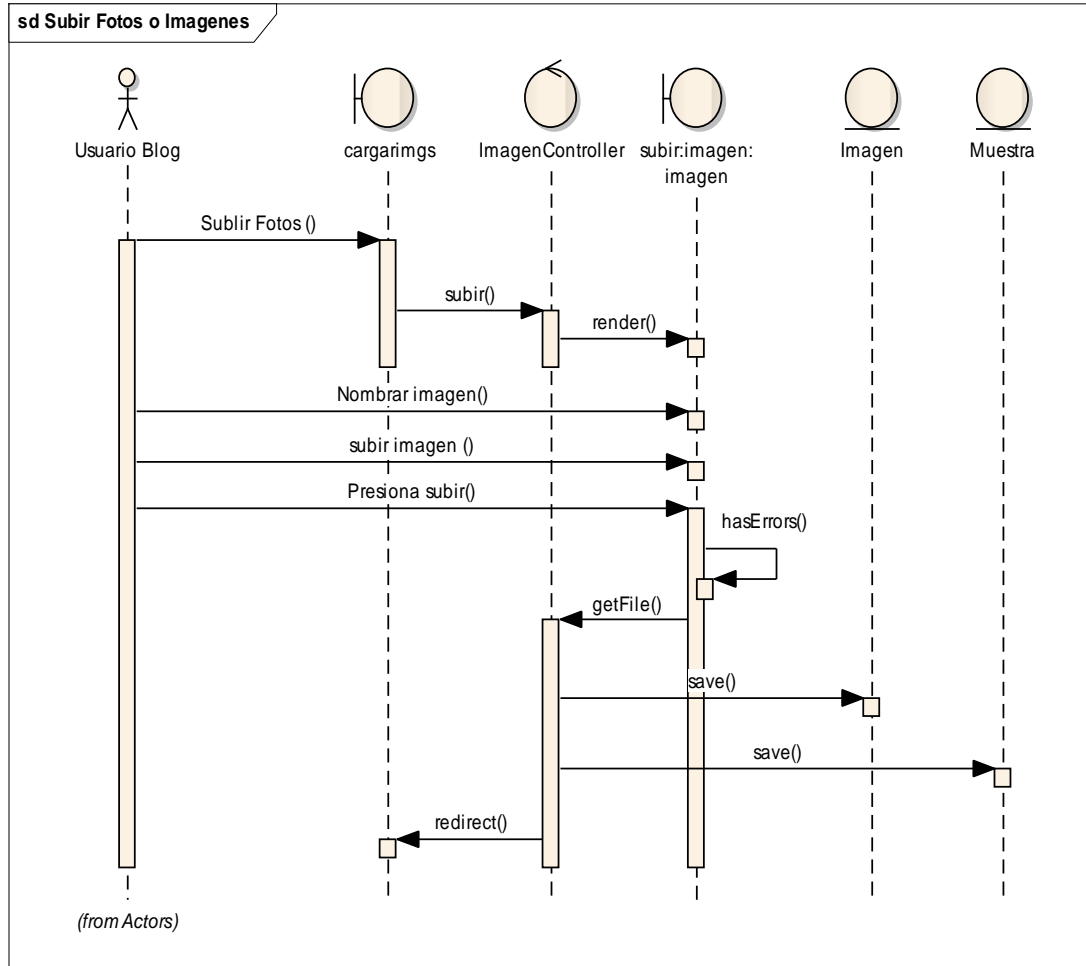 sd Subir Fotos o Imagenes
Usuario Blog
cargarimgs
ImagenController
subir:imagen:
imagen
Imagen
Muestra
Sublir Fotos ()
subir()
render()
Nombrar imagen()
subir imagen ()
Presiona subir()
hasErrors()
getFile()
save()
save()
redirect()
(from Actors)